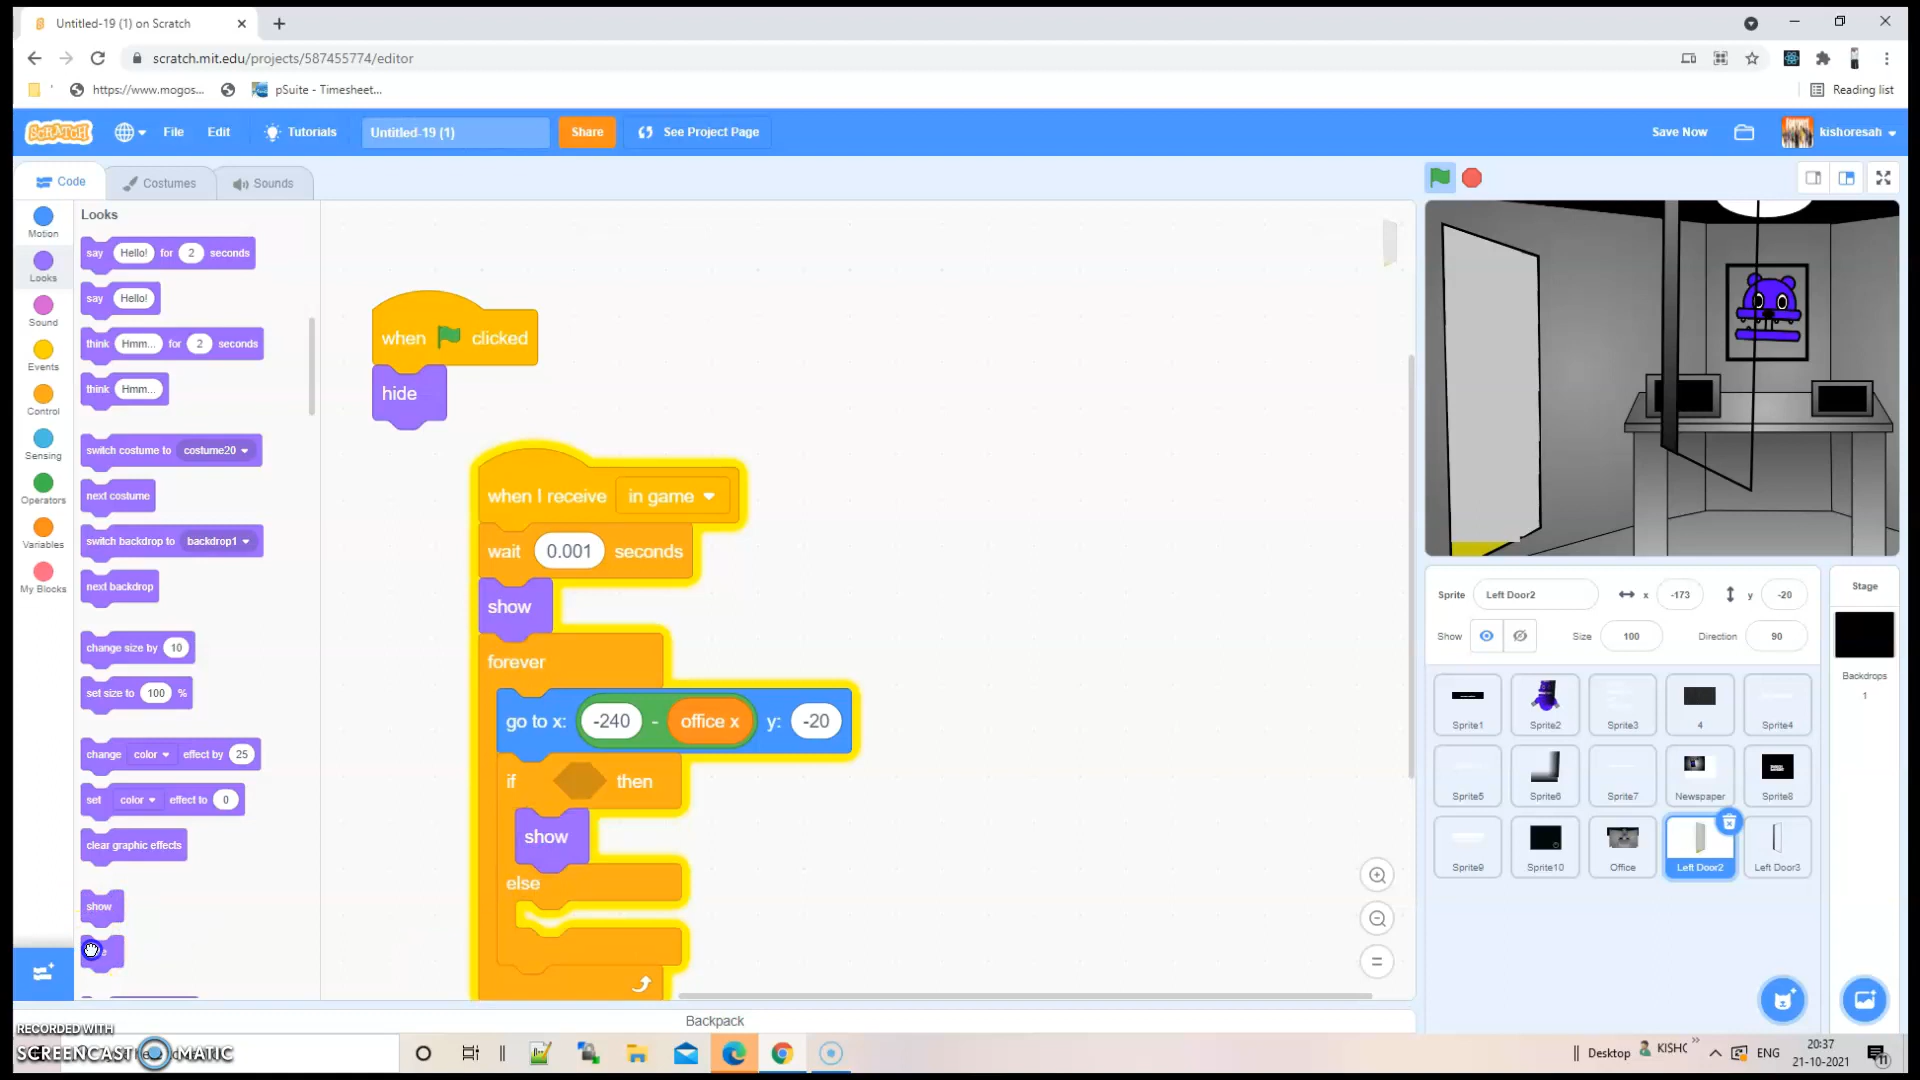 Untitled-19 (1) on Scratch
scratch.mit.edu/projects/587455774/editor
https://www.mogos...
pSuite - Timesheet...
Reading list
SCRATCH
File
Edit
Tutorials
Untitled-19 (1)
Share
See Project Page
Save Now
kishoresah
Code
Costumes
Sounds
Motion
Looks
Sound
Events
Control
Sensing
Operators
Variables
My Blocks
Looks
say Hello! for 2 seconds
say Hello!
think Hmm... for 2 seconds
think Hmm...
switch costume to costume20
next costume
switch backdrop to backdrop1
next backdrop
change size by 10
set size to 100 %
change color effect by 25
set color effect to 0
clear graphic effects
show
when clicked
hide
when I receive in game
wait 0.001 seconds
show
forever
go to x: -240 - office x y: -20
if then
show
else
Sprite Left Door2 x -173 y -20
Show Size 100 Direction 90
Stage
Backdrops
1
Sprite1
Sprite2
Sprite3
4
Sprite4
Sprite5
Sprite6
Sprite7
Newspaper
Sprite8
Sprite9
Sprite10
Office
Left Door2
Left Door3
Backpack
RECORDED WITH
SCREENCAST MATIC
Desktop
KISHC
ENG
20:37
21-10-2021
11